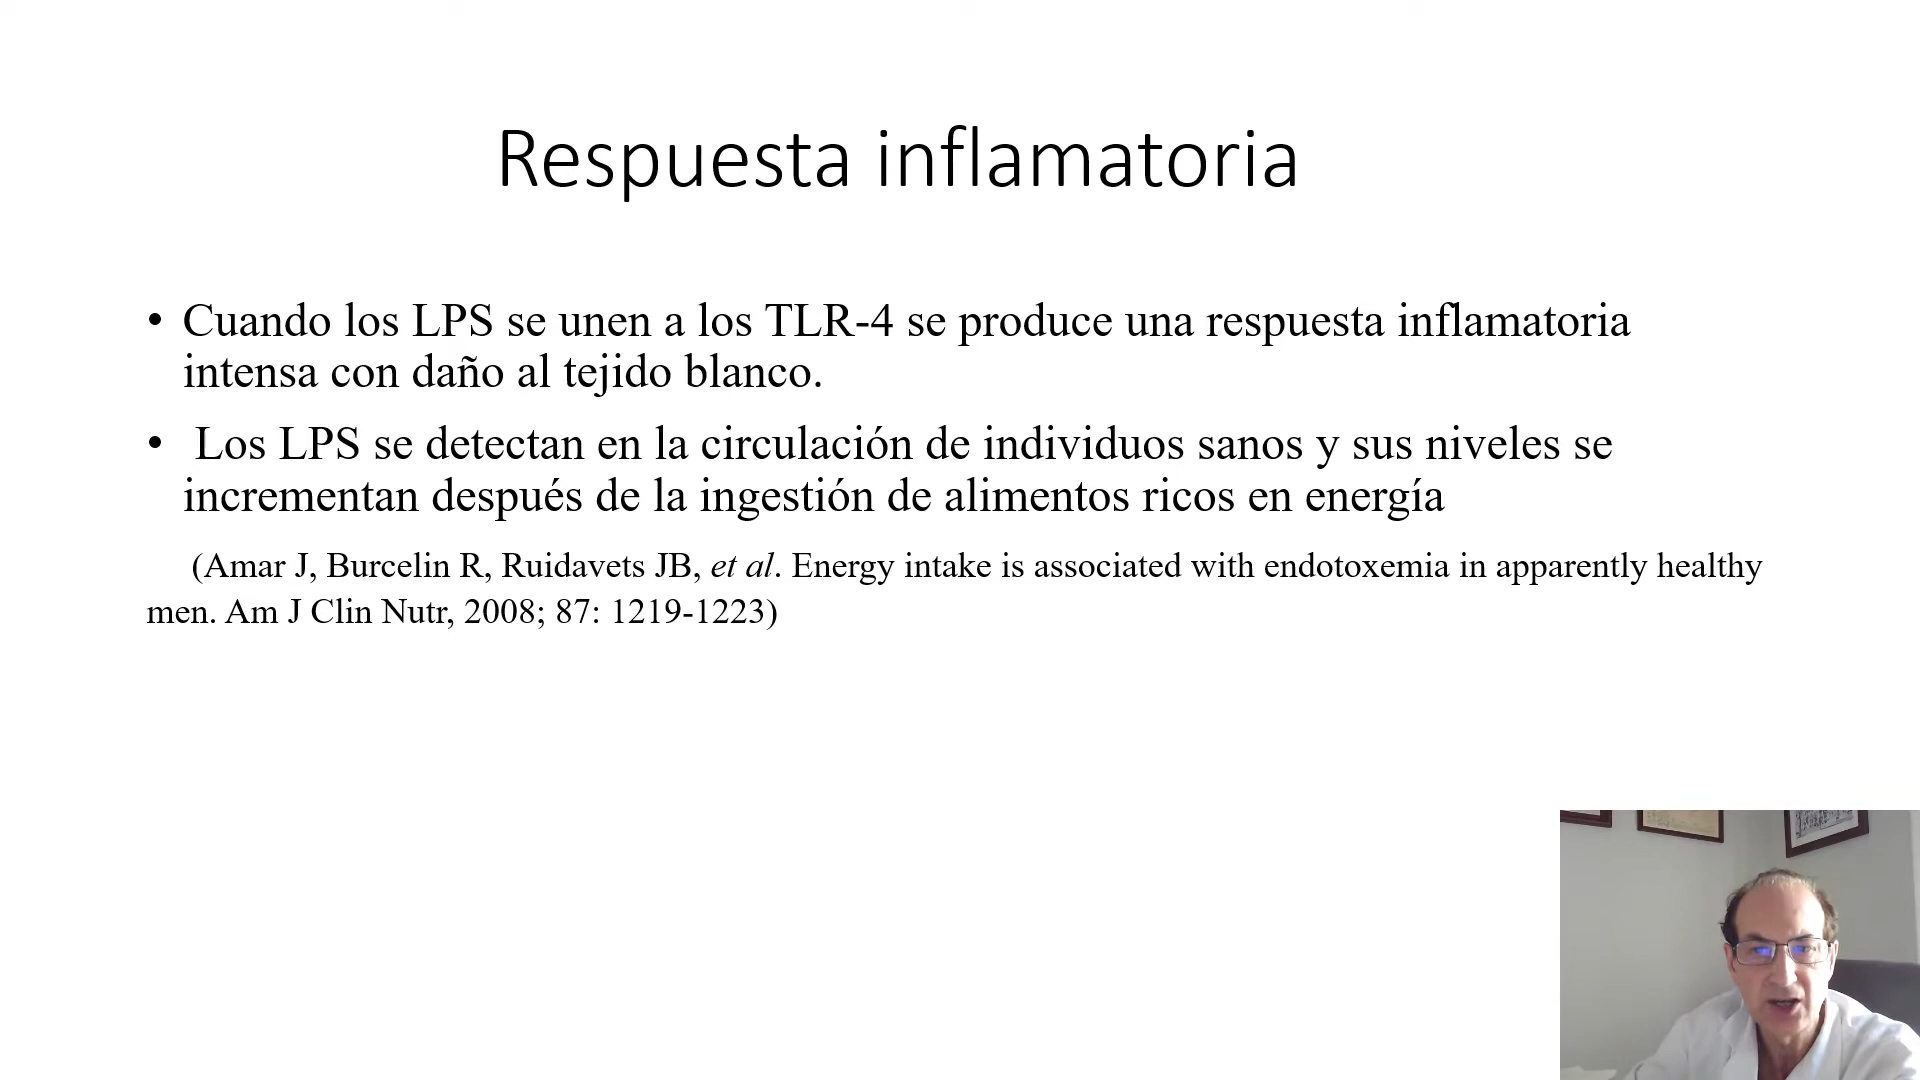 Respuesta inflamatoria
• Cuando los LPS se unen a los TLR-4 se produce una respuesta inflamatoria
intensa con daño al tejido blanco.
• Los LPS se detectan en la circulación de individuos sanos y sus niveles se
incrementan después de la ingestión de alimentos ricos en energía
(Amar J, Burcelin R, Ruidavets JB, et al. Energy intake is associated with endotoxemia in apparently healthy
men. Am J Clin Nutr, 2008; 87: 1219-1223)